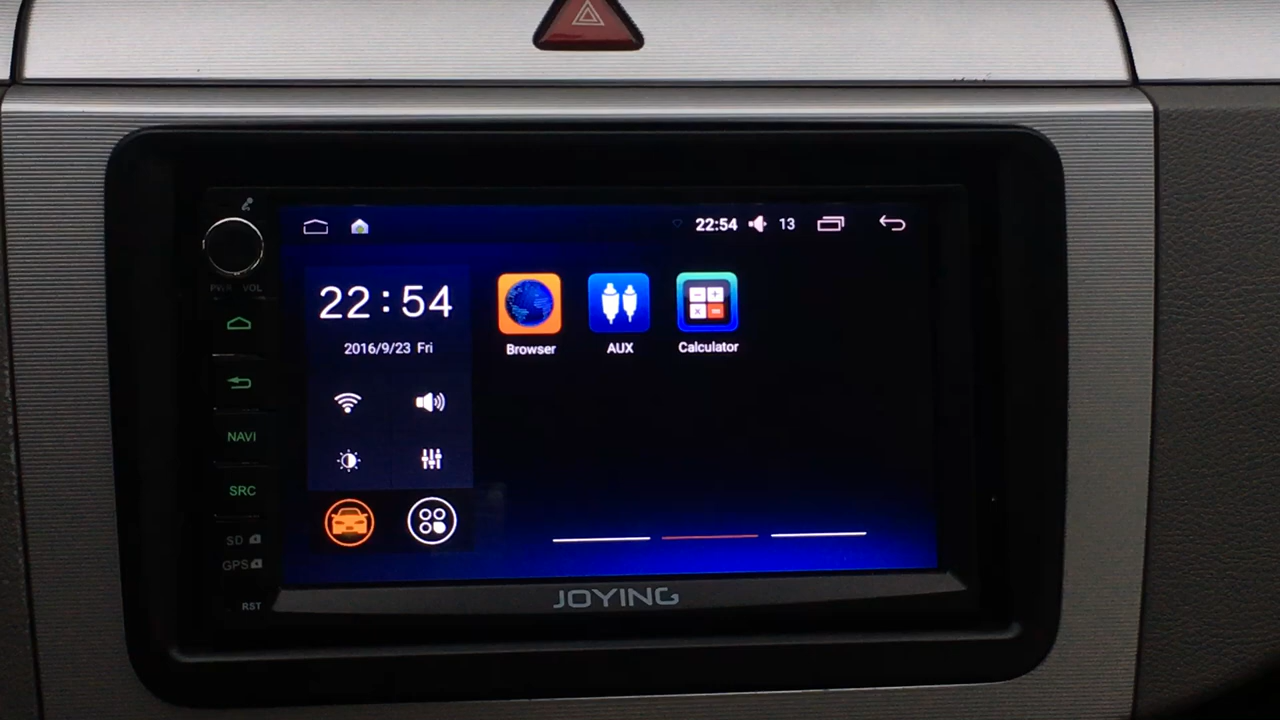 22:54 13
PWR VOL
22:54
2016/9/23 Fri
Browser AUX Calculator
NAVI
SRC
SD
GPS
RST
JOYING